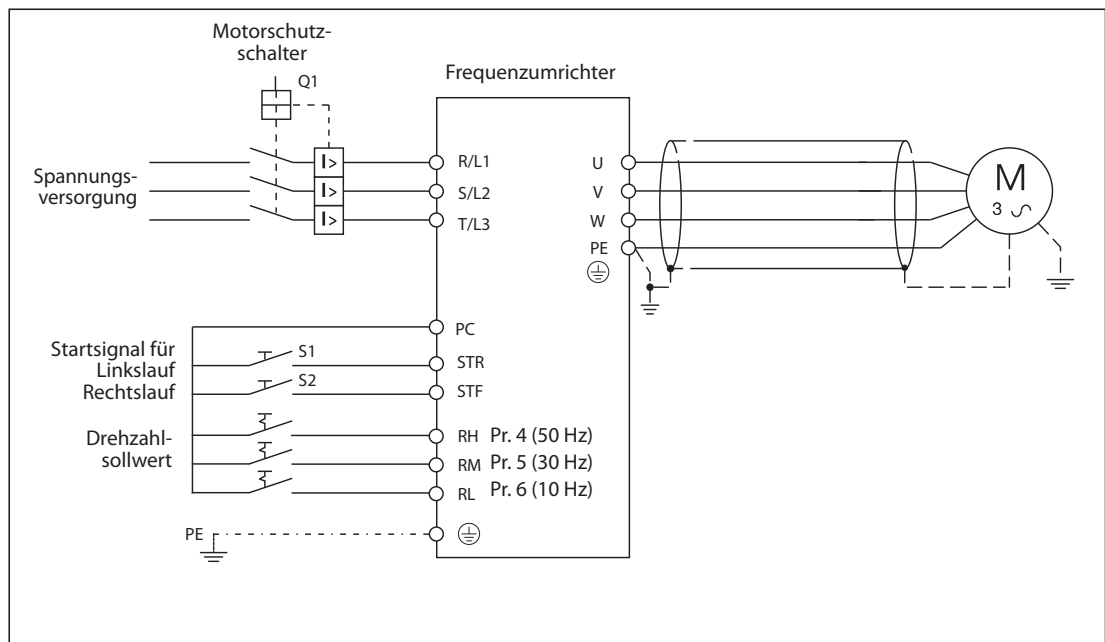 Motorschutz-
schalter
Q1
Frequenzumrichter
Spannungs-
versorgung
I>
I>
I>
R/L1
S/L2
T/L3
U
V
W
PE
M
3
PC
Startsignal für
Linkslauf
Rechtslauf
S1
S2
STR
STF
Drehzahl-
sollwert
RH Pr. 4 (50 Hz)
RM Pr. 5 (30 Hz)
RL Pr. 6 (10 Hz)
PE